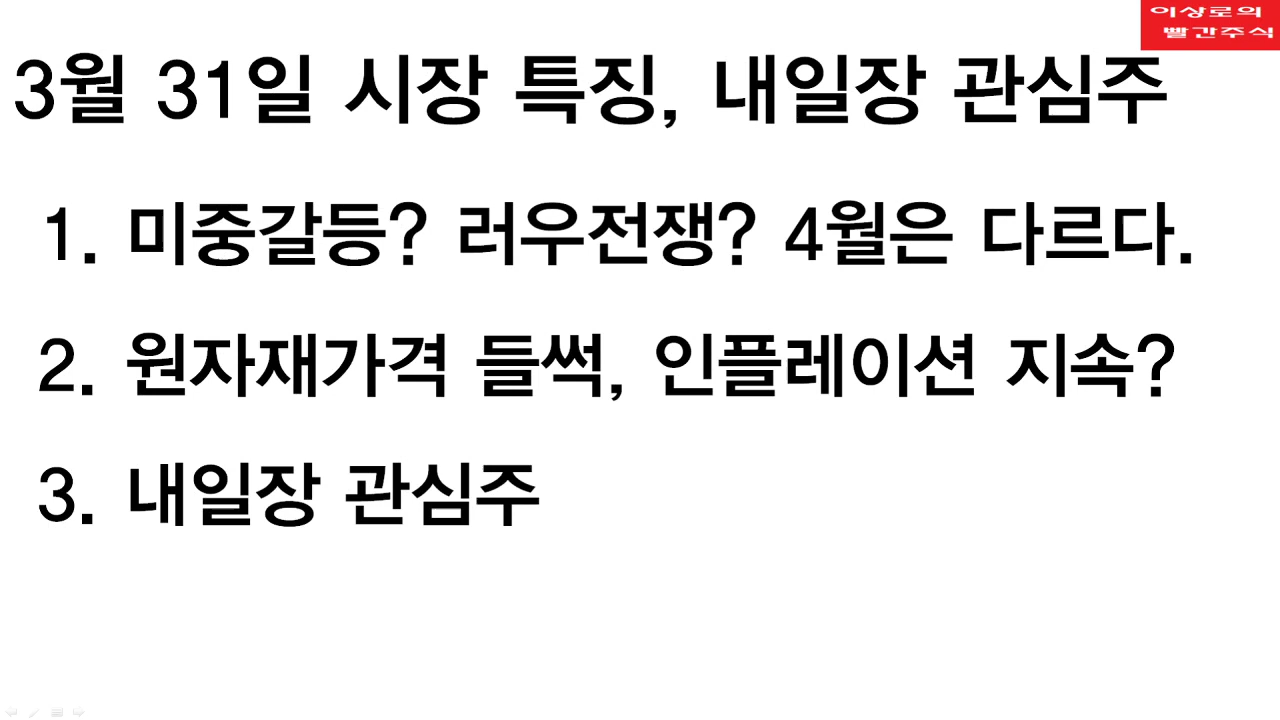 이상로의
빨간주식
3월 31일 시장 특징, 내일장 관심주
1. 미중갈등? 러우전쟁? 4월은 다르다.
2. 원자재가격 들썩, 인플레이션 지속?
3. 내일장 관심주